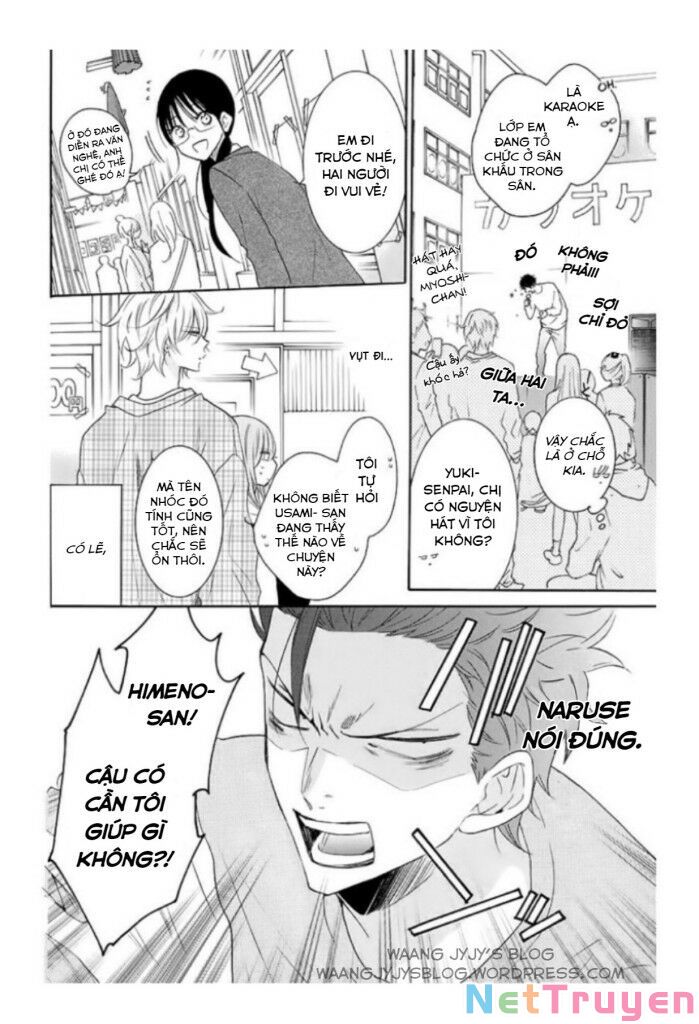 OH.
LÀ
KARAOKE
Ạ.
LỚP EM
ĐANG TỔ
CHỨC Ở SÂN
KHẤU TRONG
SÂN.
カラオケ
HÁT HAY
QUÁ,
MIYOSHI-
CHAN!
ĐÓ
KHÔNG
PHẢI!!
SỢI
CHỈ ĐỎ
CẬU ẤY
KHÓC HẢ?
GIỮA HAI
TA...
VẬY CHẮC
LÀ Ở CHỖ
KIA.
YUKI-
SENPAI, CHỊ
CÓ NGUYỆN
HÁT VÌ TÔI
KHÔNG?
EM ĐI
TRƯỚC NHÉ,
HAI NGƯỜI
ĐI VUI VẺ!
Ở ĐÓ ĐANG
DIỄN RA VĂN
NGHỆ, ANH
CHỊ CÓ THỂ
GHÉ ĐÓ Ạ!
VỤT ĐI...
TÔI
TỰ
HỎI
KHÔNG BIẾT
USAMI- SAN
ĐANG THẤY
THẾ NÀO VỀ
CHUYỆN
NÀY?
MÀ TÊN
NHÓC ĐÓ
TÍNH CŨNG
TỐT, NÊN
CHẮC SẼ
ỔN THÔI.
CÓ LẼ,
NARUSE
NÓI ĐÚNG.
HIMENO-
SAN!
CẬU CÓ
CẦN TÔI
GIÚP GÌ
KHÔNG?!
WAANG JYJY'S BLOG
WAANGJYJYSBLOG.WORDPRESS.COM
NetTruyen